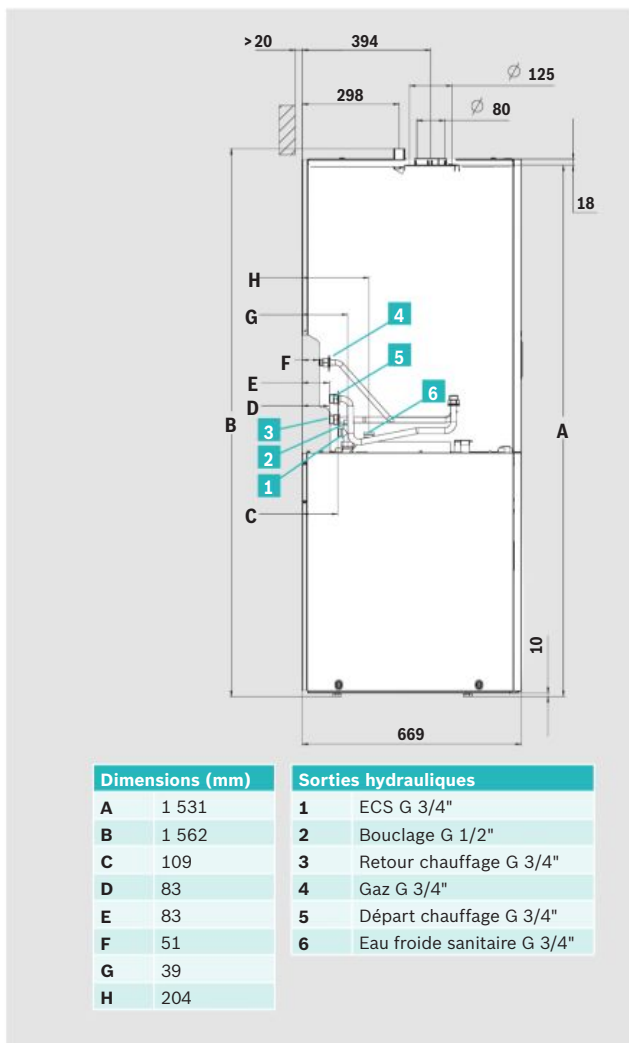 >20 394
⌀ 125
298
⌀ 80
18
H
G
4
F
5
E
6
D
B
3
A
2
1
C
10
669
Dimensions (mm)
A 1 531
B 1 562
C 109
D 83
E 83
F 51
G 39
H 204
Sorties hydrauliques
1 ECS G 3/4"
2 Bouclage G 1/2"
3 Retour chauffage G 3/4"
4 Gaz G 3/4"
5 Départ chauffage G 3/4"
6 Eau froide sanitaire G 3/4"